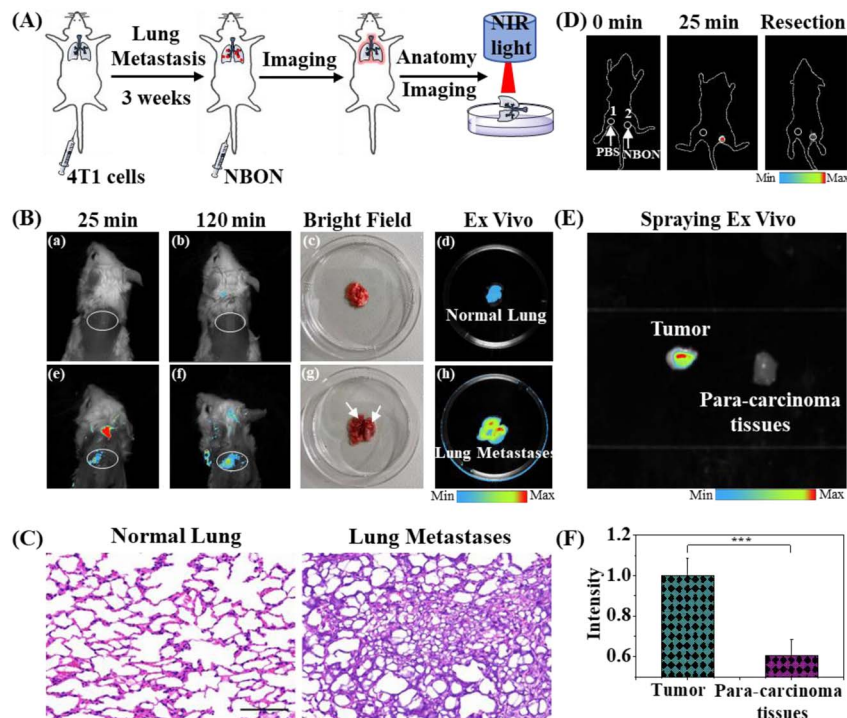 (A)
Lung
Metastasis
3 weeks
Imaging
Anatomy
Imaging
NIR
light
4T1 cells
NBON
(D)
0 min
25 min
Resection
1
2
PBS
NBON
Min
Max
(B)
25 min
120 min
Bright Field
Ex Vivo
(a)
(b)
(c)
(d)
Normal Lung
(e)
(f)
(g)
(h)
Lung Metastases
Min
Max
(E)
Spraying Ex Vivo
Tumor
Para-carcinoma
tissues
Min
Max
(C)
Normal Lung
Lung Metastases
(F)
1.2
***
1.0
0.8
0.6
Intensity
Tumor
Para-carcinoma
tissues